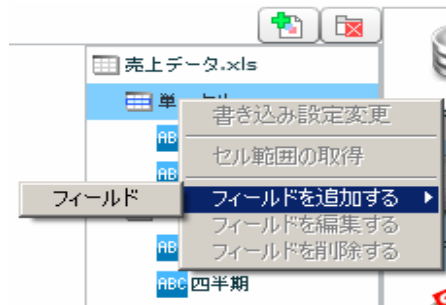 売上データ.xls
単
書き込み設定変更
セル範囲の取得
フィールド
フィールドを追加する
フィールドを編集する
フィールドを削除する
ABC 四半期